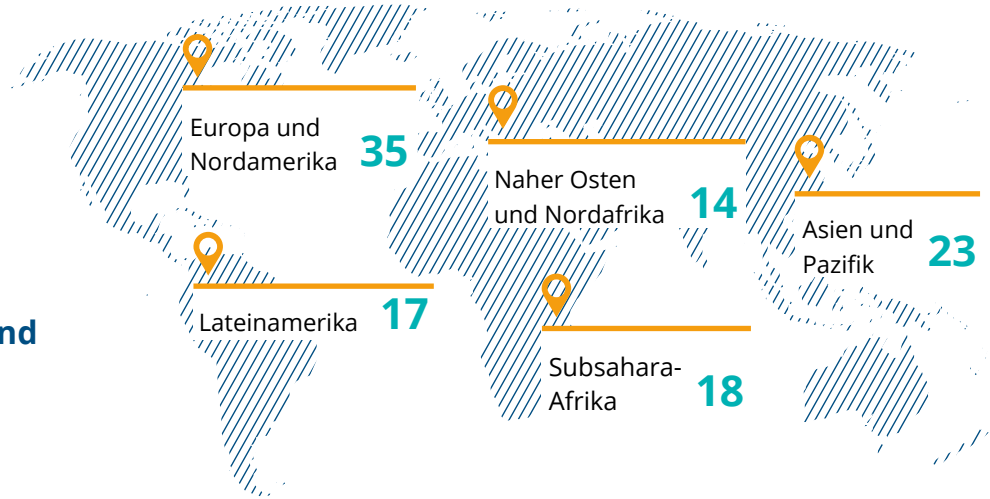 Europa und
Nordamerika
35
Naher Osten
und Nordafrika
14
Asien und
Pazifik
23
Lateinamerika
17
nd
Subsahara-
Afrika
18